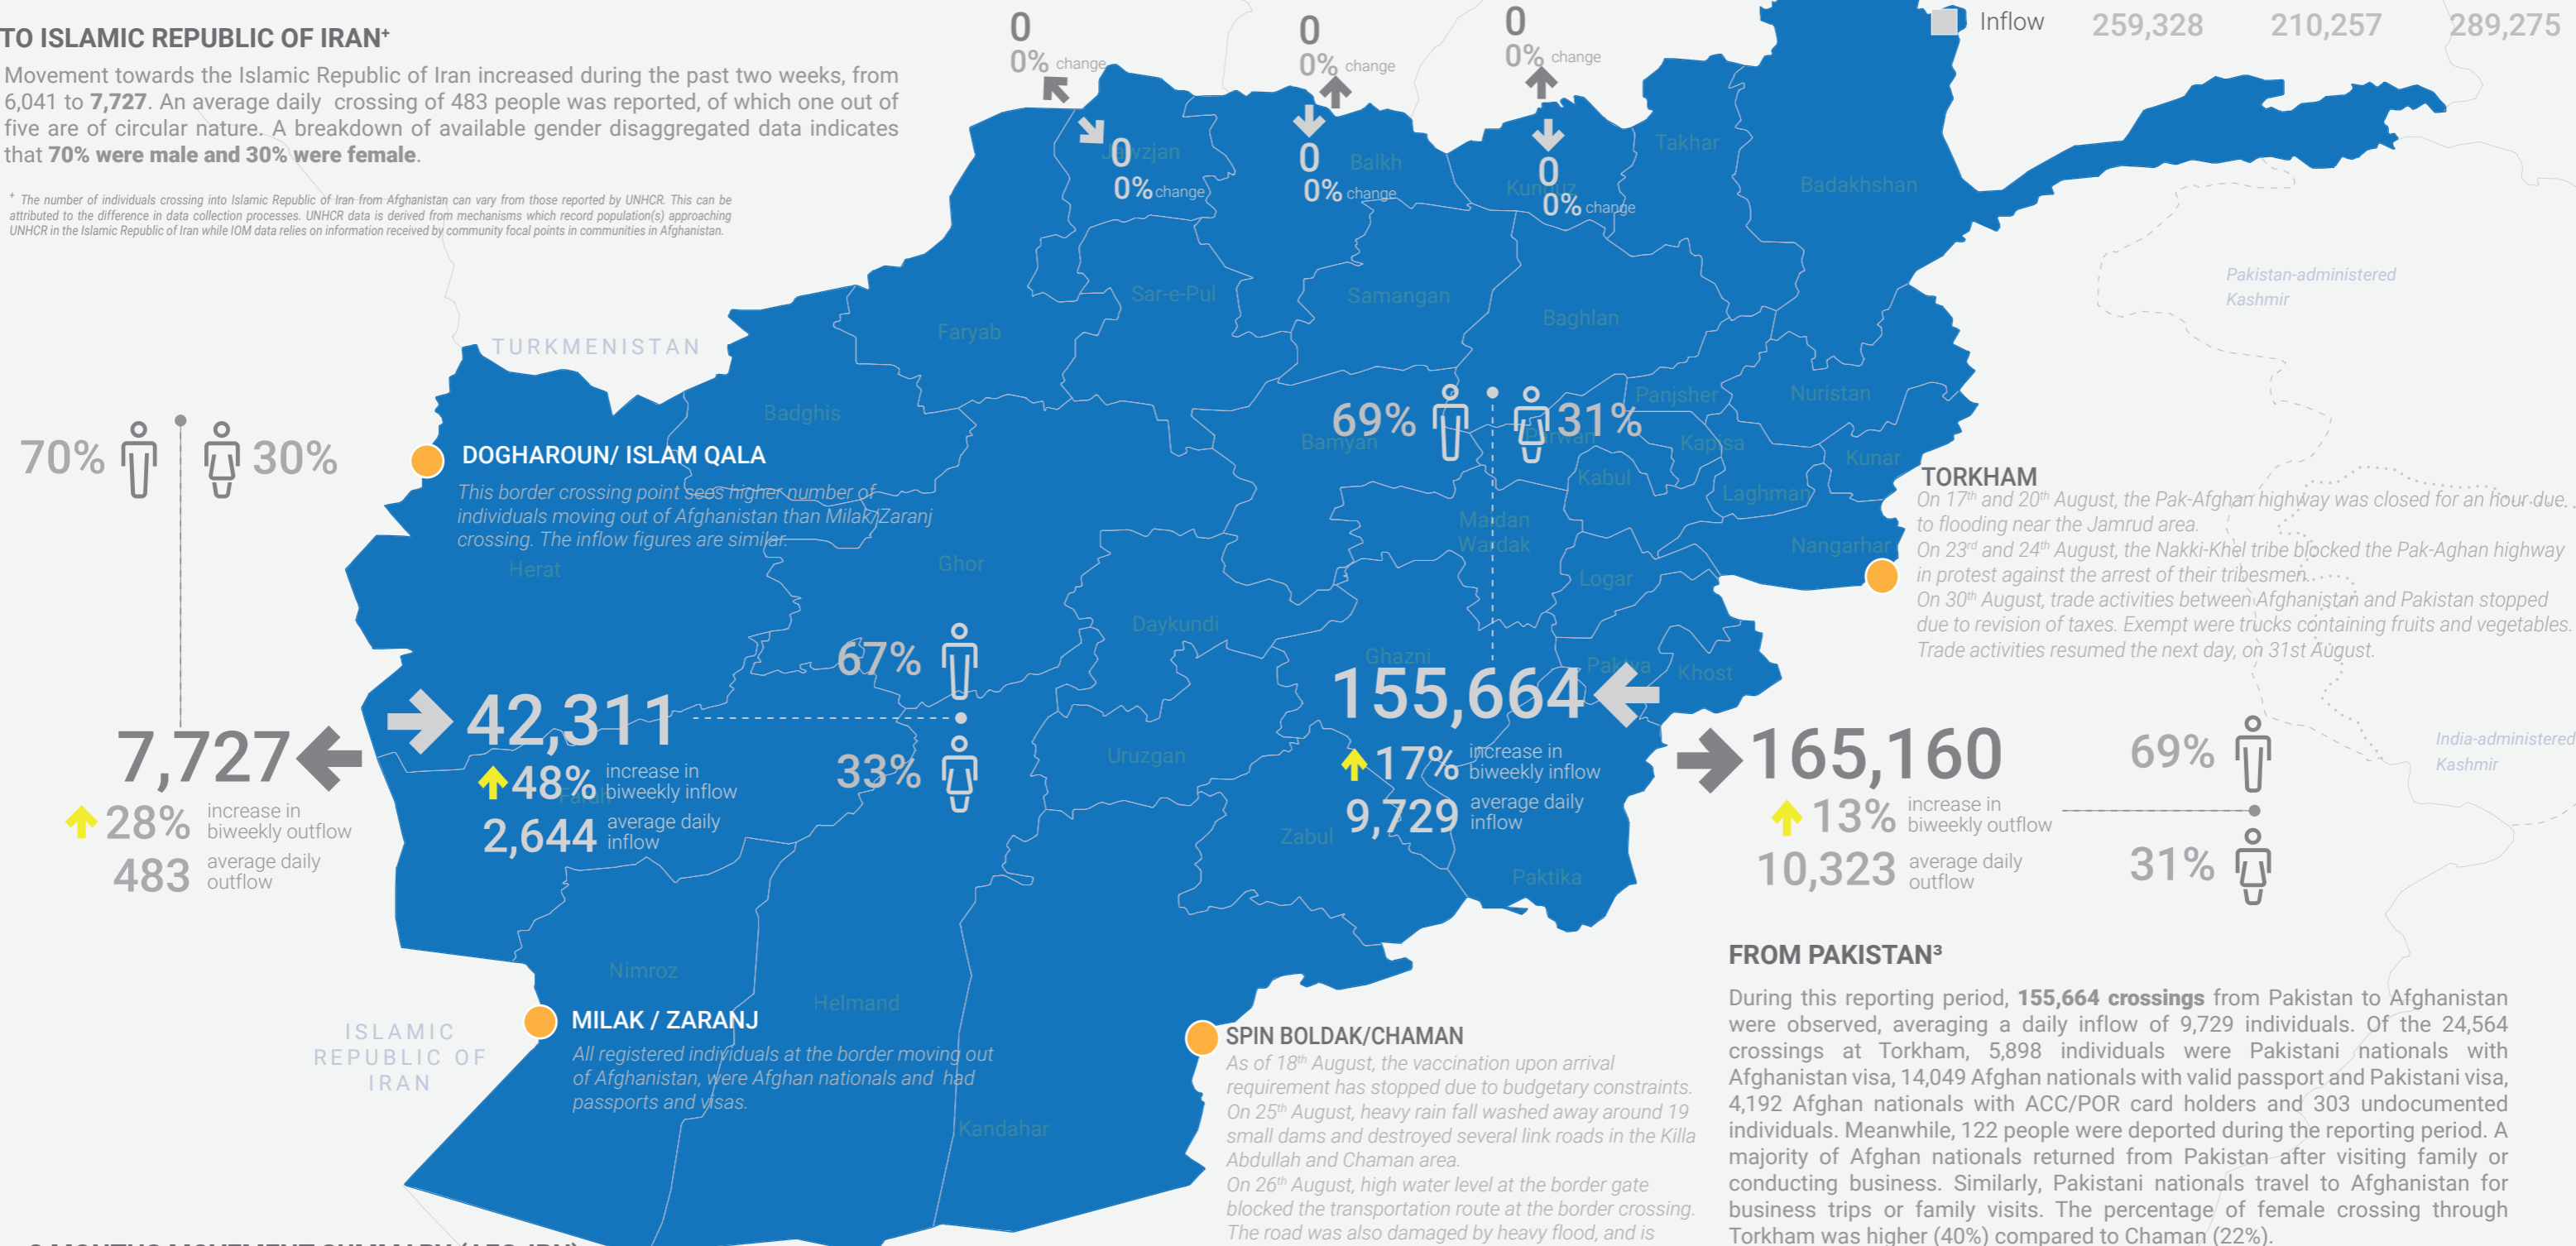 TO ISLAMIC REPUBLIC OF IRAN⁺
Movement towards the Islamic Republic of Iran increased during the past two weeks, from
6,041 to 7,727. An average daily crossing of 483 people was reported, of which one out of
five are of circular nature. A breakdown of available gender disaggregated data indicates
that 70% were male and 30% were female.
⁺ The number of individuals crossing into Islamic Republic of Iran from Afghanistan can vary from those reported by UNHCR. This can be
attributed to the difference in data collection processes. UNHCR data is derived from mechanisms which record population(s) approaching
UNHCR in the Islamic Republic of Iran while IOM data relies on information received by community focal points in communities in Afghanistan.
0
0% change
0
0% change
0
0% change
Inflow 259,328 210,257 289,275
0
0% change
0
0% change
0
0% change
Jawzjan
Balkh
Kunduz
Takhar
Badakhshan
Pakistan-administered
Kashmir
Sar-e-Pul
Samangan
Baghlan
Faryab
TURKMENISTAN
Badghis
Panjsher
Nuristan
70% 30%
69% 31%
Bamyan
Parwan
Kapisa
Kunar
Kabul
Laghman
Maidan
Wardak
Nangarhar
Logar
DOGHAROUN/ ISLAM QALA
This border crossing point sees higher number of
individuals moving out of Afghanistan than Milak/Zaranj
crossing. The inflow figures are similar.
Herat
Ghor
Daykundi
Ghazni
Paktya
Khost
TORKHAM
On 17th and 20th August, the Pak-Afghan highway was closed for an hour due
to flooding near the Jamrud area.
On 23rd and 24th August, the Nakki-Khel tribe blocked the Pak-Aghan highway
in protest against the arrest of their tribesmen.
On 30th August, trade activities between Afghanistan and Pakistan stopped
due to revision of taxes. Exempt were trucks containing fruits and vegetables.
Trade activities resumed the next day, on 31st August.
67%
33%
7,727
28% increase in
biweekly outflow
483 average daily
outflow
42,311
48% increase in
biweekly inflow
2,644 average daily
inflow
Farah
Uruzgan
155,664
17% increase in
biweekly inflow
9,729 average daily
inflow
Zabul
Paktika
165,160
13% increase in
biweekly outflow
10,323 average daily
outflow
69%
31%
India-administered
Kashmir
Nimroz
Helmand
Kandahar
ISLAMIC
REPUBLIC OF
IRAN
MILAK / ZARANJ
All registered individuals at the border moving out
of Afghanistan, were Afghan nationals and had
passports and visas.
SPIN BOLDAK/CHAMAN
As of 18th August, the vaccination upon arrival
requirement has stopped due to budgetary constraints.
On 25th August, heavy rain fall washed away around 19
small dams and destroyed several link roads in the Killa
Abdullah and Chaman area.
On 26th August, high water level at the border gate
blocked the transportation route at the border crossing.
The road was also damaged by heavy flood, and is
FROM PAKISTAN³
During this reporting period, 155,664 crossings from Pakistan to Afghanistan
were observed, averaging a daily inflow of 9,729 individuals. Of the 24,564
crossings at Torkham, 5,898 individuals were Pakistani nationals with
Afghanistan visa, 14,049 Afghan nationals with valid passport and Pakistani visa,
4,192 Afghan nationals with ACC/POR card holders and 303 undocumented
individuals. Meanwhile, 122 people were deported during the reporting period. A
majority of Afghan nationals returned from Pakistan after visiting family or
conducting business. Similarly, Pakistani nationals travel to Afghanistan for
business trips or family visits. The percentage of female crossing through
Torkham was higher (40%) compared to Chaman (22%).